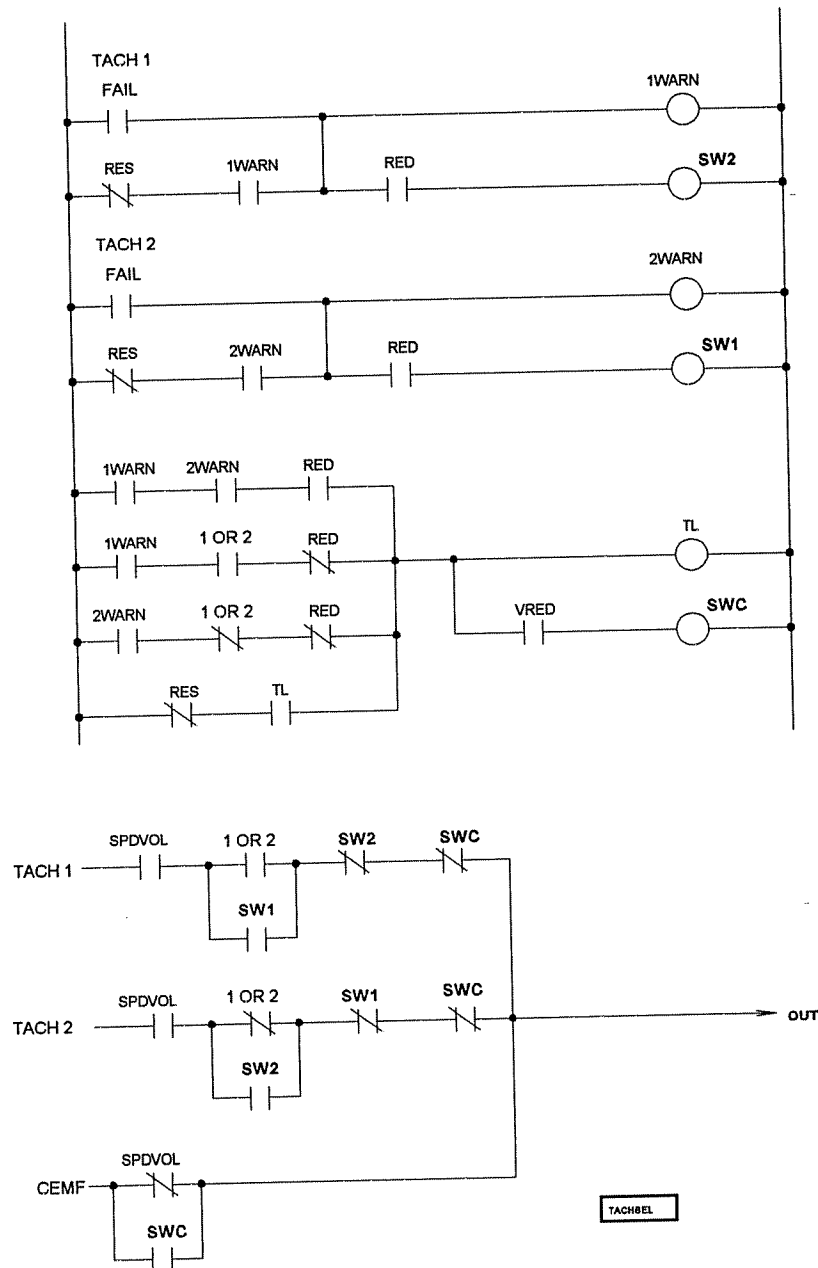 TACH 1
FAIL
1WARN
RES
1WARN
RED
SW2
TACH 2
FAIL
2WARN
RES
2WARN
RED
SW1
1WARN
2WARN
RED
1WARN
1 OR 2
RED
TL
2WARN
1 OR 2
RED
VRED
SWC
RES
TL
SPDVOL
1 OR 2
SW2
SWC
TACH 1
SW1
SPDVOL
1 OR 2
SW1
SWC
TACH 2
OUT
SW2
SPDVOL
CEMF
SWC
TACHSEL